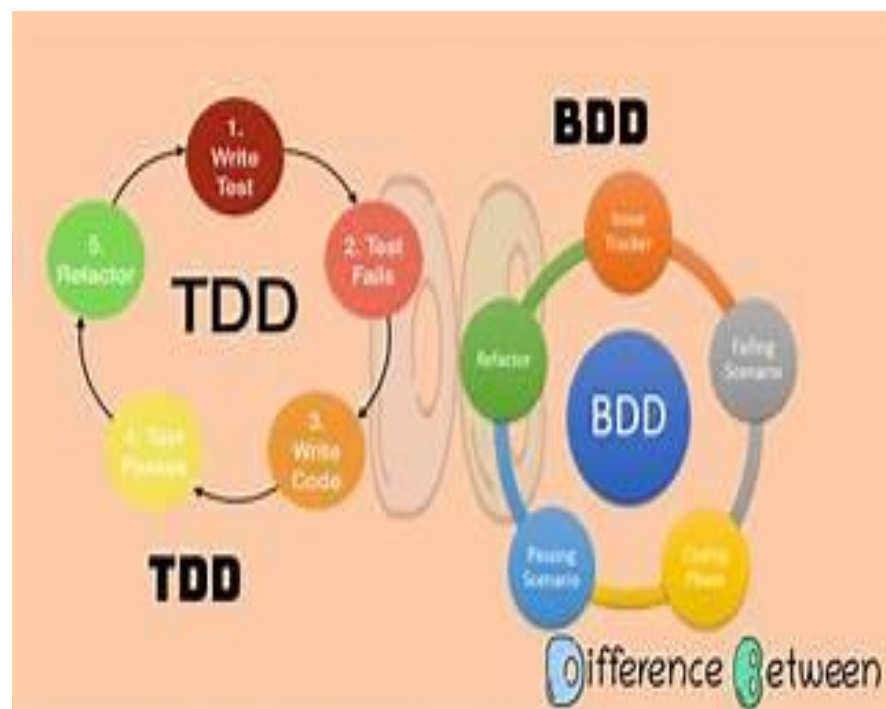 1.
Write
Test
2. Test
Fails
3.
Write
Code
4. Test
Passes
5.
Refactor
TDD
TDD
BDD
Tracker
Failing
Scenario
Coding
Phase
Passing
Scenario
Refactor
BDD
Difference Between